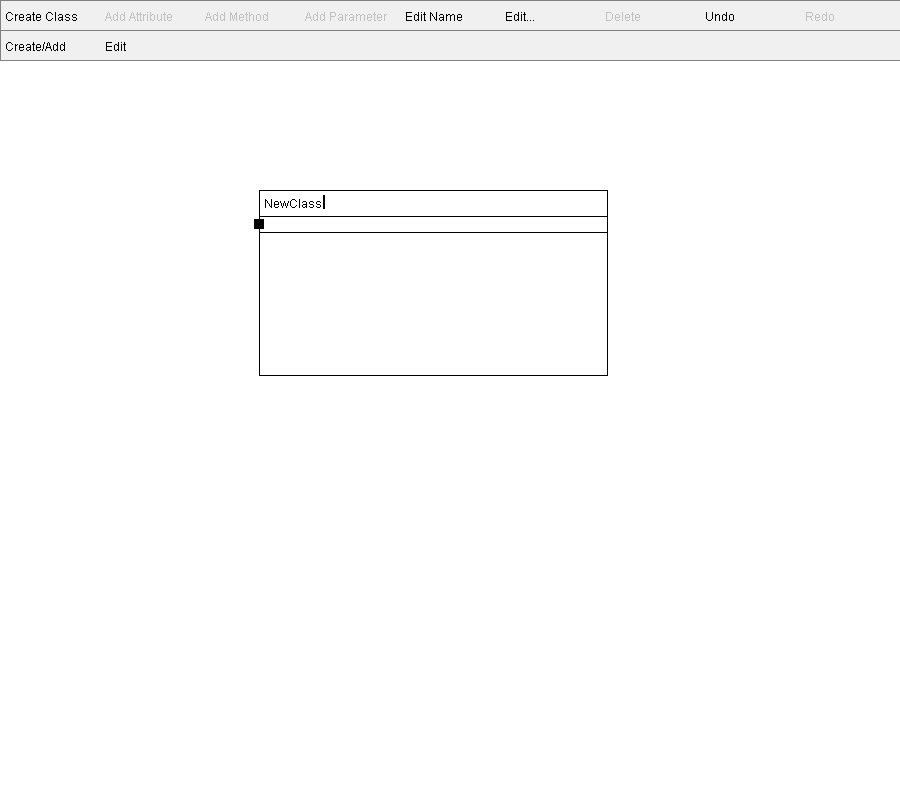 Create Class Add Attribute Add Method Add Parameter Edit Name Edit... Delete Undo Redo
Create/Add Edit
NewClass